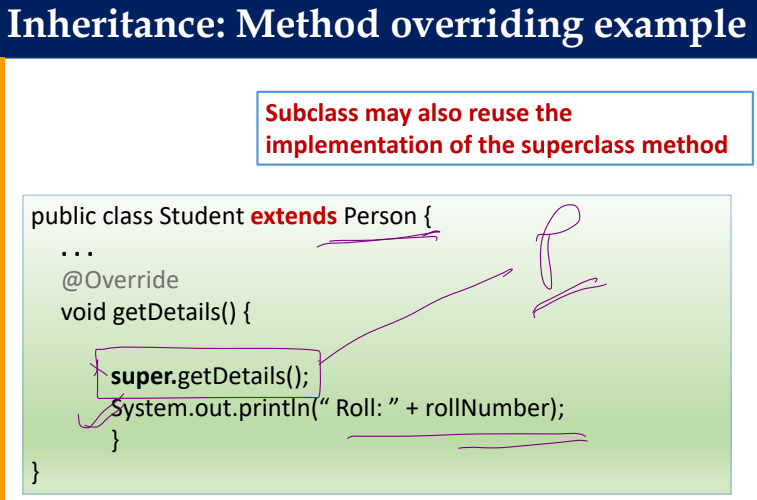 Inheritance: Method overriding example
Subclass may also reuse the
implementation of the superclass method
public class Student extends Person {
. . .
@Override
void getDetails() {
super.getDetails();
System.out.println(“ Roll: ” + rollNumber);
}
}
P